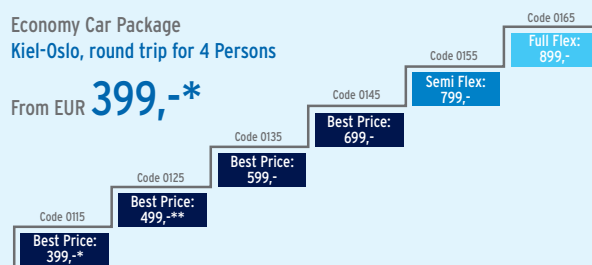 Economy Car Package
Kiel-Oslo, round trip for 4 Persons
From EUR 399,-*
Code 0165
Full Flex:
899,-
Code 0155
Semi Flex:
799,-
Code 0145
Best Price:
699,-
Code 0135
Best Price:
599,-
Code 0125
Best Price:
499,-**
Code 0115
Best Price:
399,-*